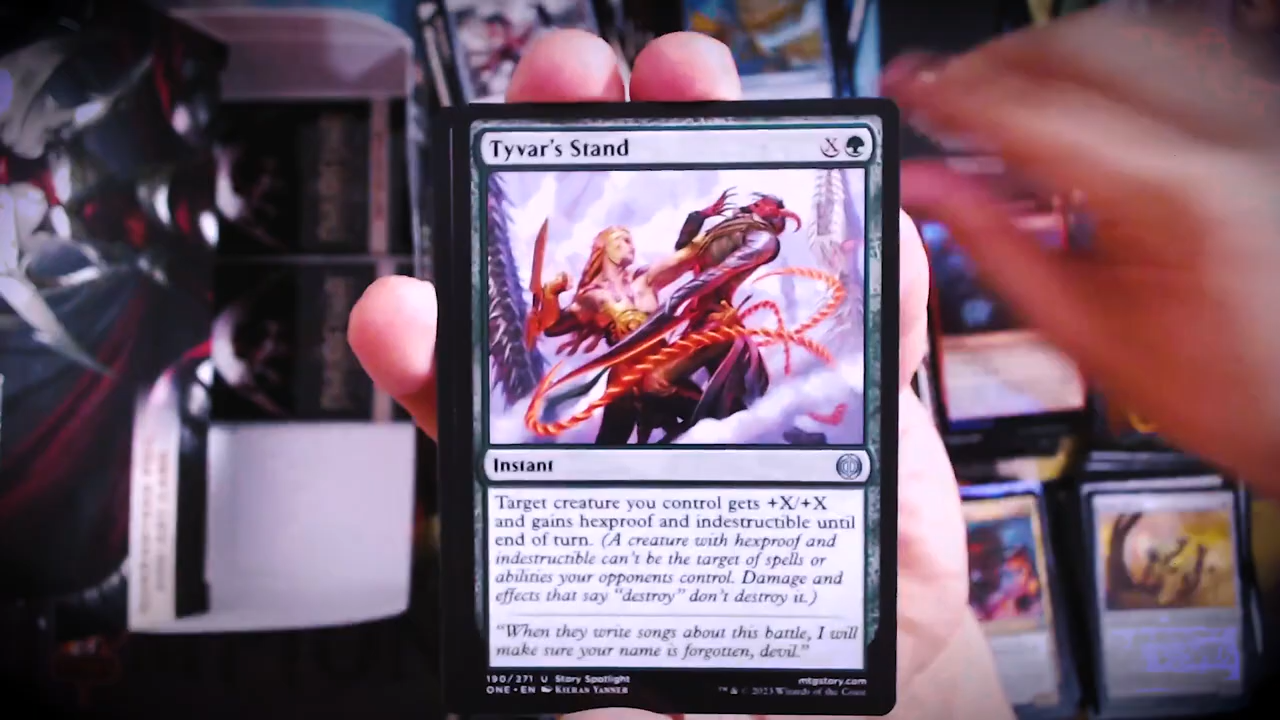 Tyvar's Stand X
Instant
Target creature you control gets +X/+X
and gains hexproof and indestructible until
end of turn. (A creature with hexproof and
indestructible can't be the target of spells or
abilities your opponents control. Damage and
effects that say "destroy" don't destroy it.)
"When they write songs about this battle, I will
make sure your name is forgotten, devil."
190/271 U Story Spotlight mtgstory.com
ONE • EN Kieran Yanner ™ & © 2023 Wizards of the Coast